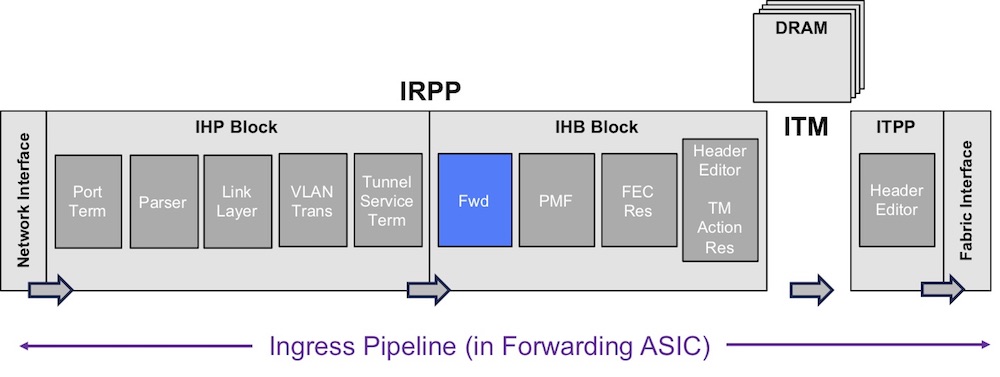 DRAM
IRPP
ITM
Network Interface
IHP Block
Port
Term
Parser
Link
Layer
VLAN
Trans
Tunnel
Service
Term
IHB Block
Fwd
PMF
FEC
Res
Header
Editor
TM
Action
Res
ITPP
Header
Editor
Fabric Interface
Ingress Pipeline (in Forwarding ASIC)